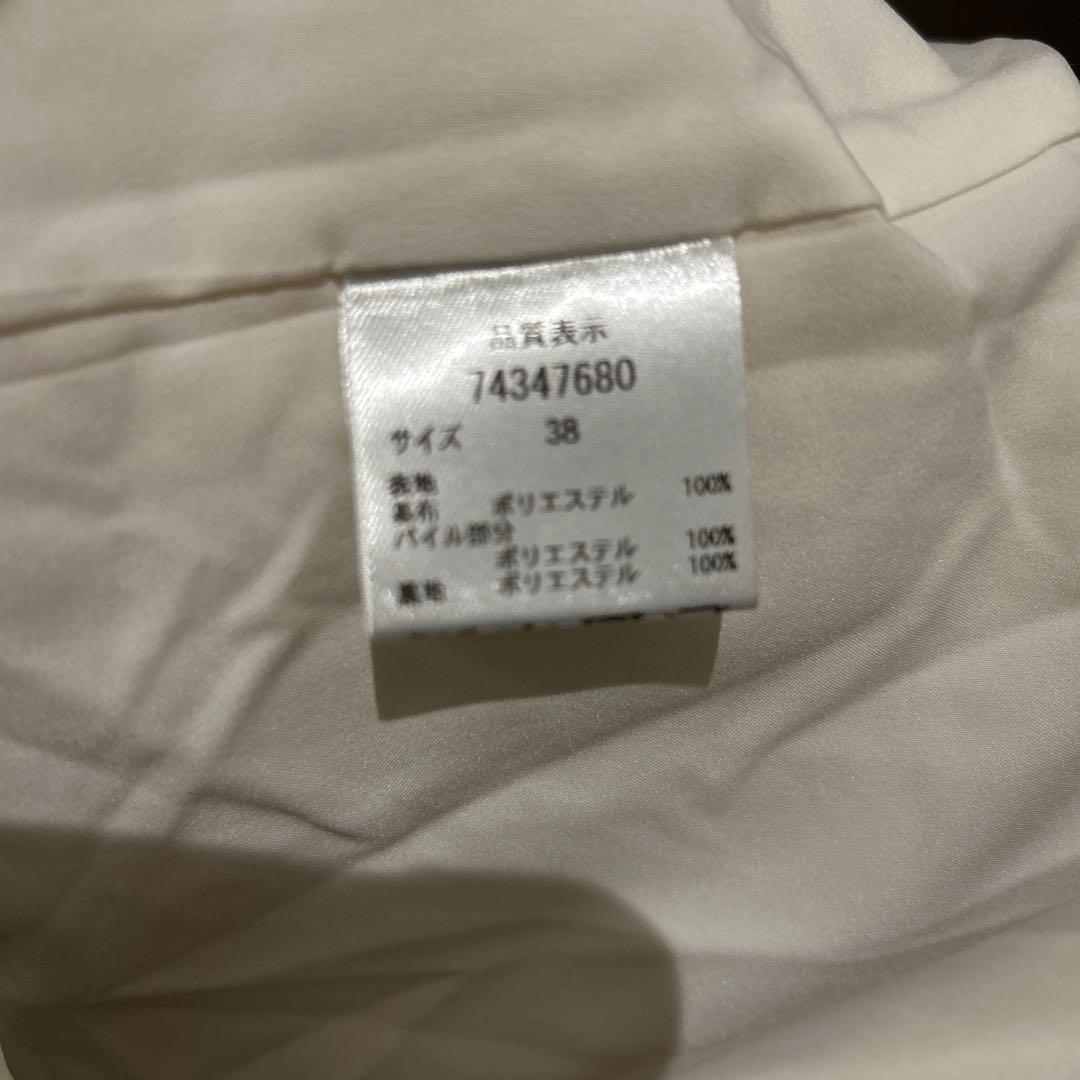 品質表示
74347680
サイズ 38
表地
基布 ポリエステル 100%
パイル部分
ポリエステル 100%
裏地 ポリエステル 100%